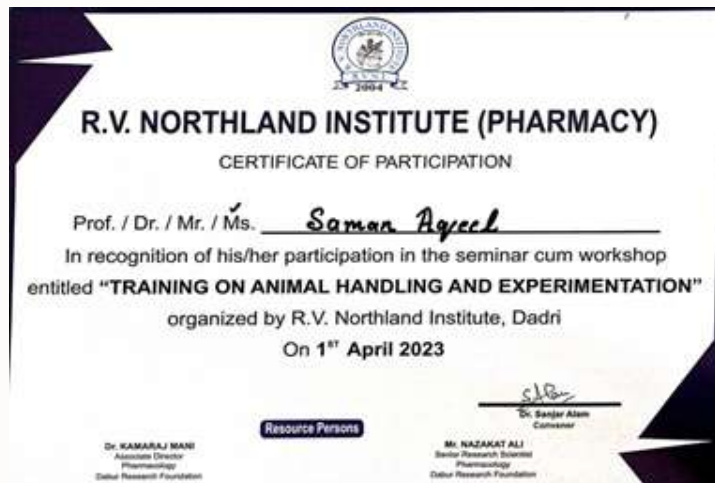 R.V. NORTHLAND INSTITUTE
R V N I
2004
R.V. NORTHLAND INSTITUTE (PHARMACY)
CERTIFICATE OF PARTICIPATION
Prof. / Dr. / Mr. / Ms. Saman Aqeel
In recognition of his/her participation in the seminar cum workshop
entitled “TRAINING ON ANIMAL HANDLING AND EXPERIMENTATION”
organized by R.V. Northland Institute, Dadri
On 1ST April 2023
Dr. Sanjar Alam
Convener
Resource Persons
Dr. KAMARAJ MANI
Associate Director
Pharmacology
Dabur Research Foundation
Mr. NAZAKAT ALI
Senior Research Scientist
Pharmacology
Dabur Research Foundation